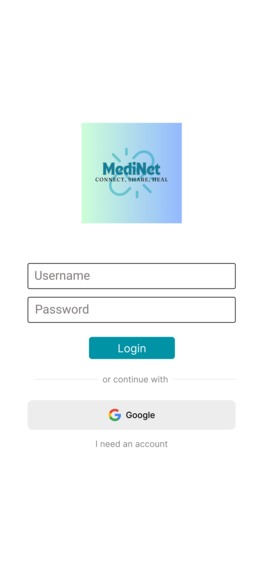 MediNet
CONNECT, SHARE, HEAL
Username
Password
Login
or continue with
Google
I need an account